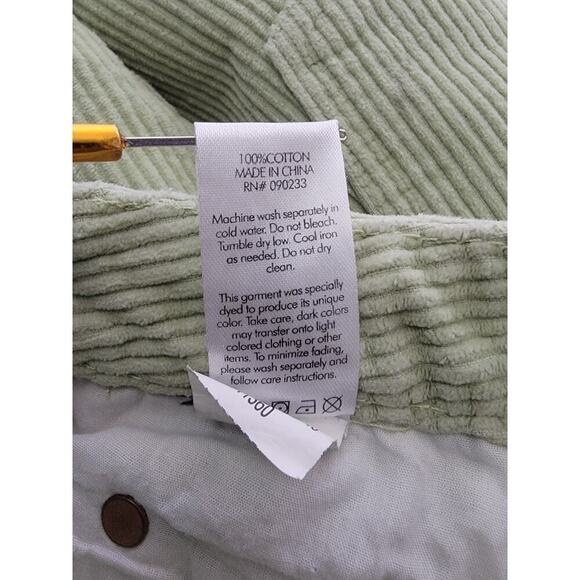 100%COTTON
MADE IN CHINA
RN# 090233
Machine wash separately in
cold water. Do not bleach.
Tumble dry low. Cool iron
as needed. Do not dry
clean.
This garment was specially
dyed to produce its unique
color. Take care, dark colors
may transfer onto light
colored clothing or other
items. To minimize fading,
please wash separately and
follow care instructions.